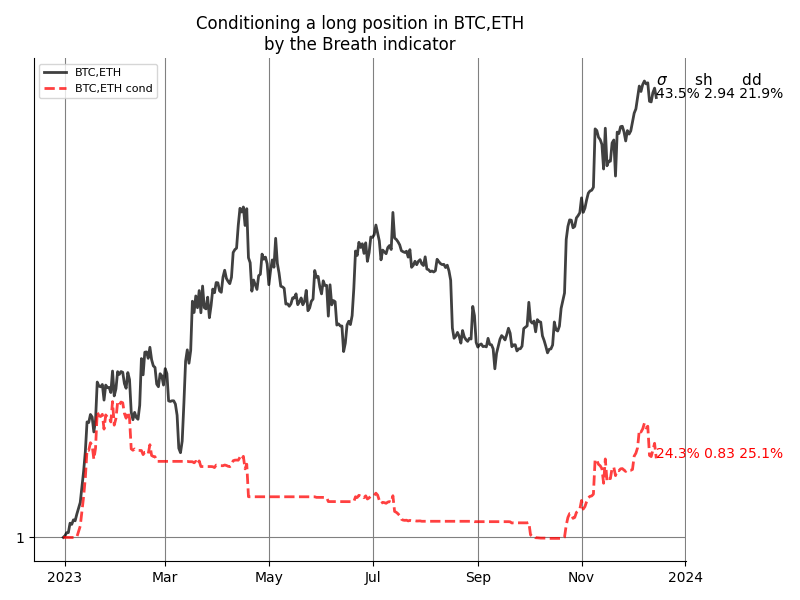 Conditioning a long position in BTC,ETH
by the Breath indicator
BTC,ETH
BTC,ETH cond
σ sh dd
43.5% 2.94 21.9%
24.3% 0.83 25.1%
1
2023 Mar May Jul Sep Nov 2024